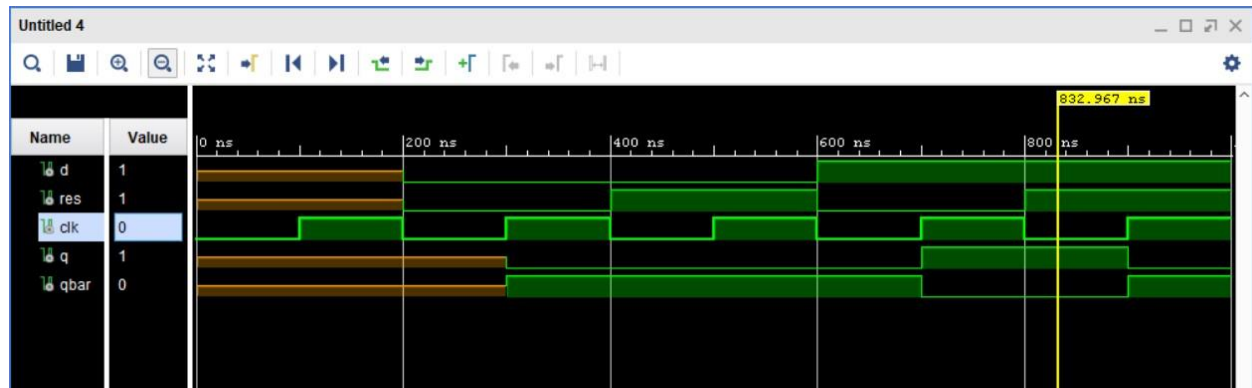 Untitled 4
832.967 ns
Name Value
0 ns 200 ns 400 ns 600 ns 800 ns
d 1
res 1
clk 0
q 1
qbar 0